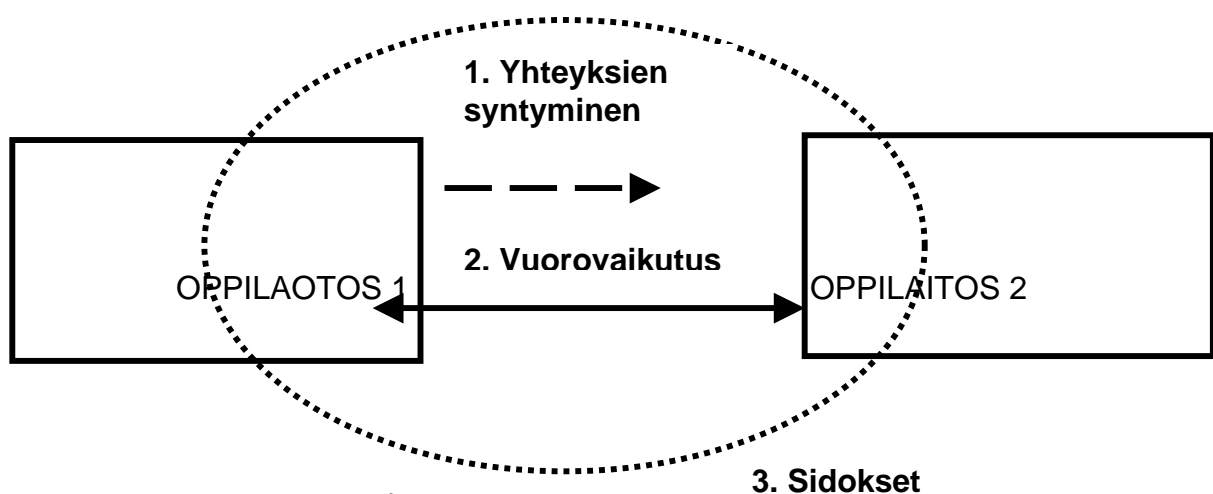 1. Yhteyksien
syntyminen
2. Vuorovaikutus
OPPILAOTOS 1
OPPILAITOS 2
3. Sidokset